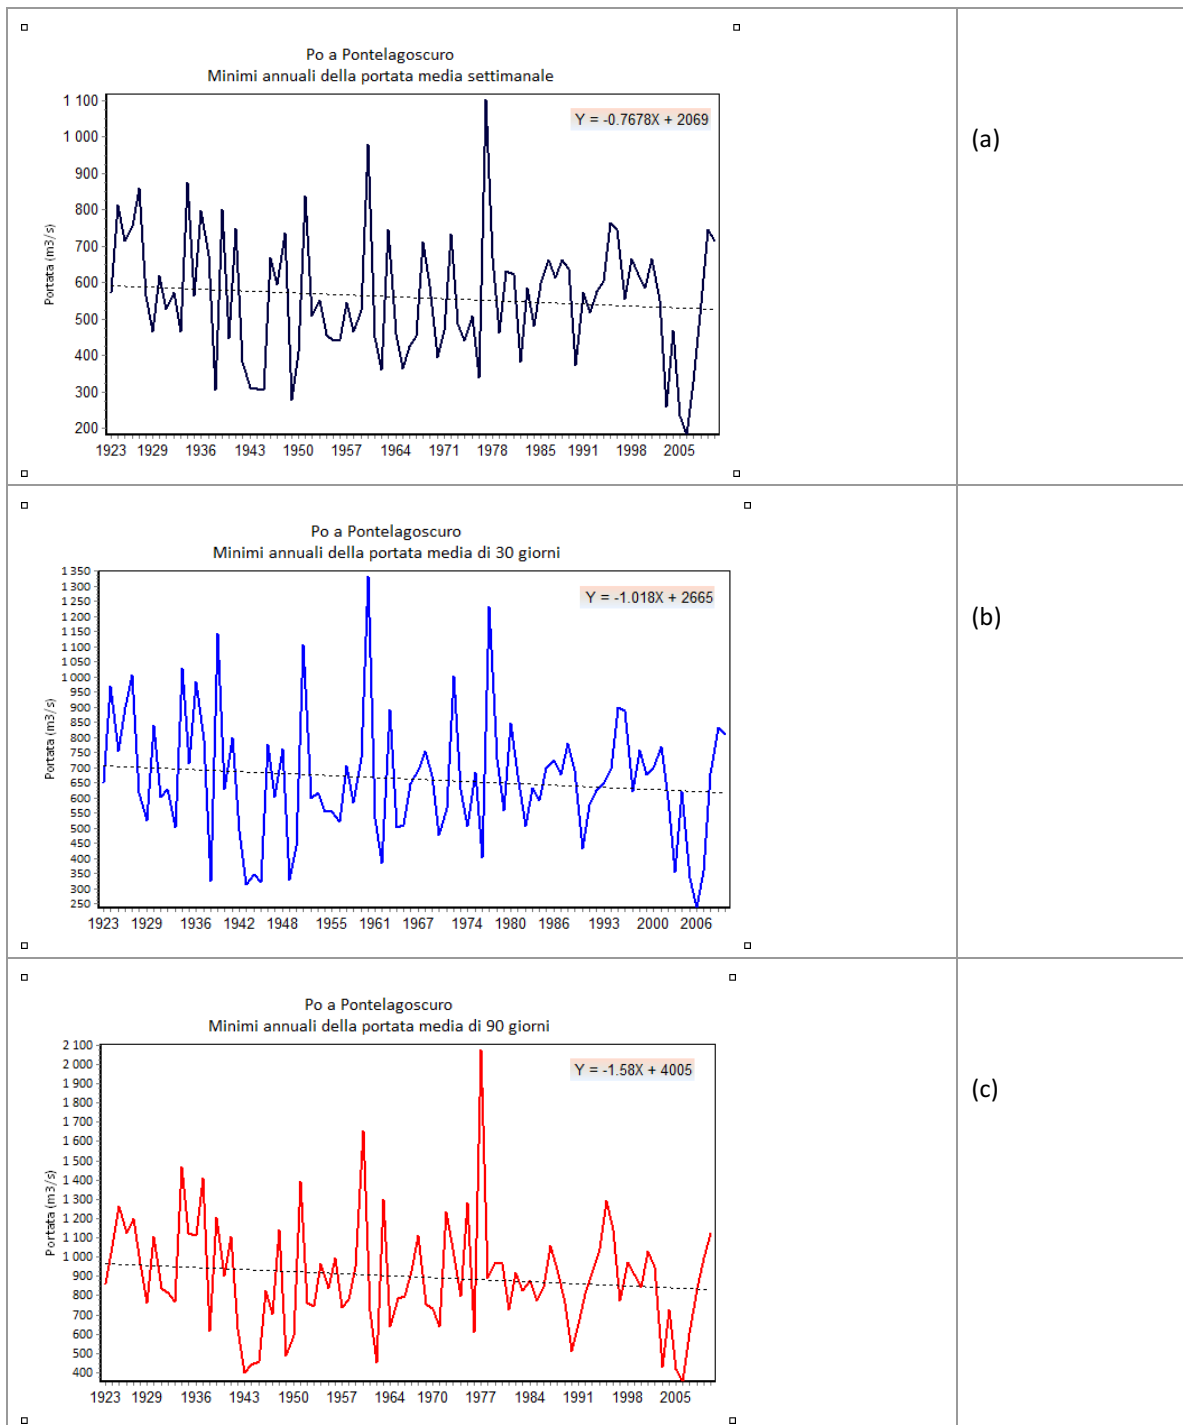 Po a Pontelagoscuro
Minimi annuali della portata media settimanale
Y = -0.7678X + 2069
Portata (m3/s)
1 100
1 000
900
800
700
600
500
400
300
200
1923 1929 1936 1943 1950 1957 1964 1971 1978 1985 1991 1998 2005
(a)
Po a Pontelagoscuro
Minimi annuali della portata media di 30 giorni
Y = -1.018X + 2665
Portata (m3/s)
1 350
1 300
1 250
1 200
1 150
1 100
1 050
1 000
950
900
850
800
750
700
650
600
550
500
450
400
350
300
250
1923 1929 1936 1942 1948 1955 1961 1967 1974 1980 1986 1993 2000 2006
(b)
Po a Pontelagoscuro
Minimi annuali della portata media di 90 giorni
Y = -1.58X + 4005
Portata (m3/s)
2 100
2 000
1 900
1 800
1 700
1 600
1 500
1 400
1 300
1 200
1 100
1 000
900
800
700
600
500
400
1923 1929 1936 1943 1950 1957 1964 1970 1977 1984 1991 1998 2005
(c)